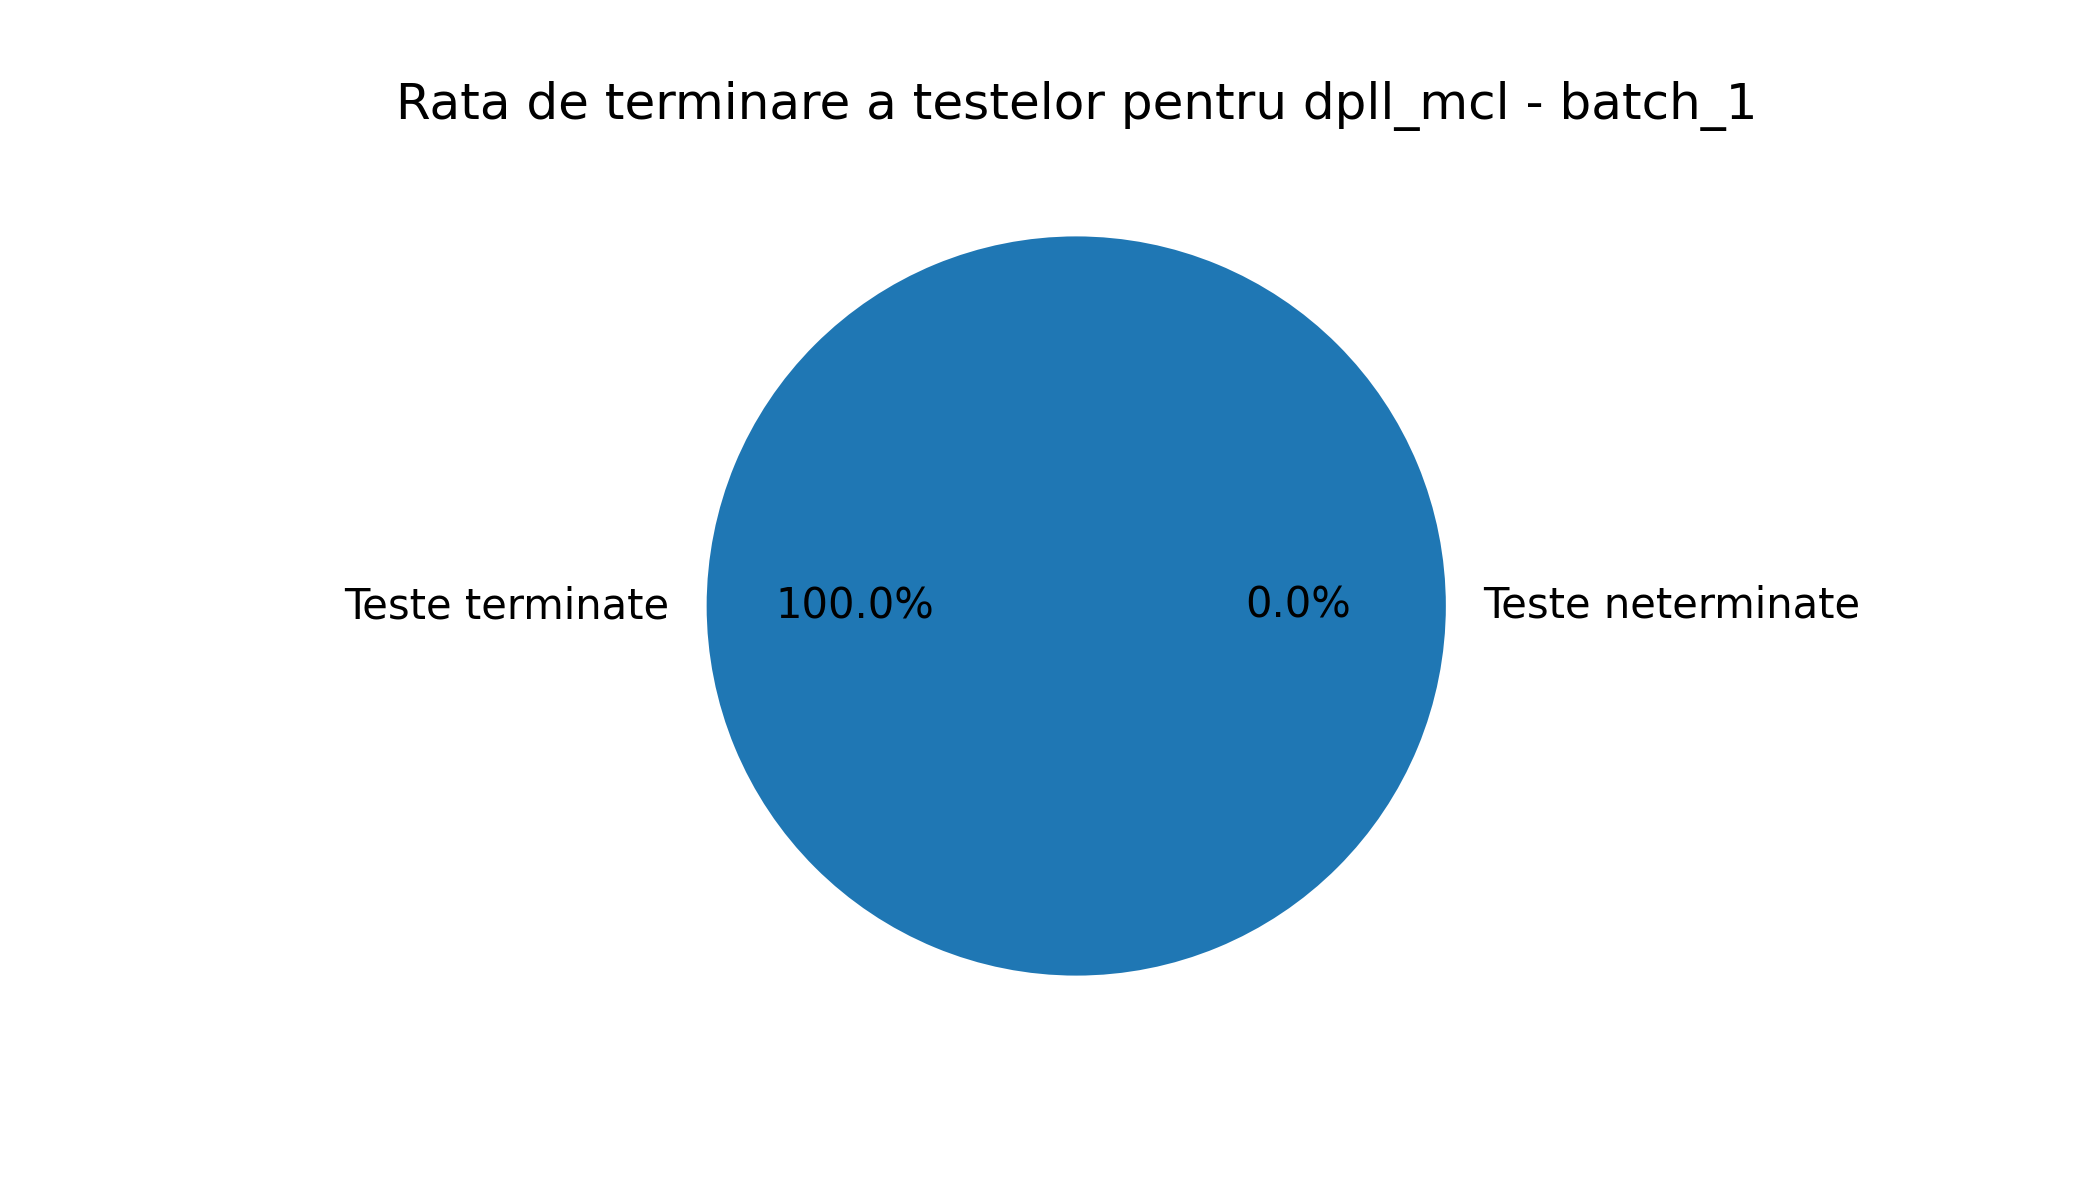 Rata de terminare a testelor pentru dpll_mcl - batch_1
Teste terminate 100.0% 0.0% Teste neterminate